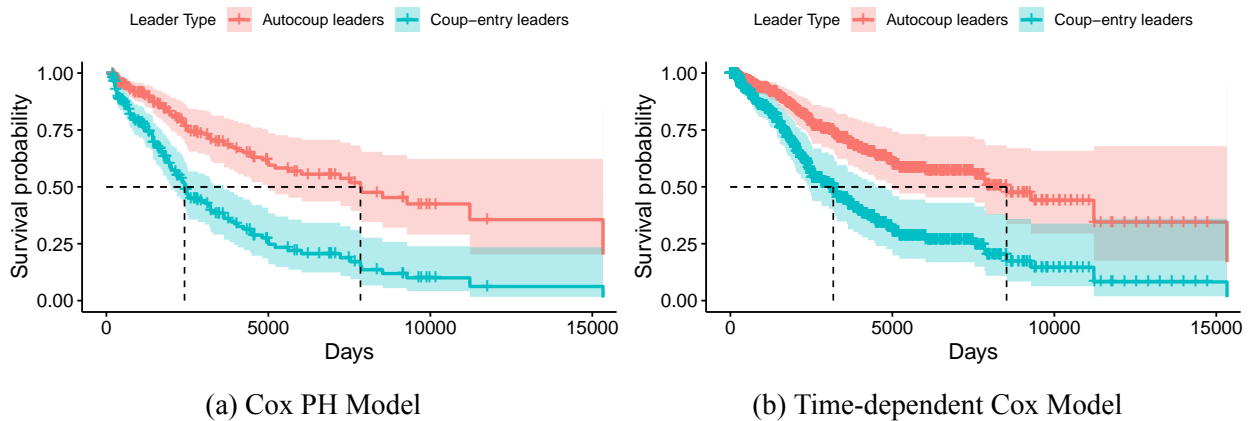 Leader Type Autocoup leaders Coup−entry leaders
Survival probability
1.00
0.75
0.50
0.25
0.00
0 5000 10000 15000
Days
(a) Cox PH Model
Leader Type Autocoup leaders Coup−entry leaders
Survival probability
1.00
0.75
0.50
0.25
0.00
0 5000 10000 15000
Days
(b) Time-dependent Cox Model